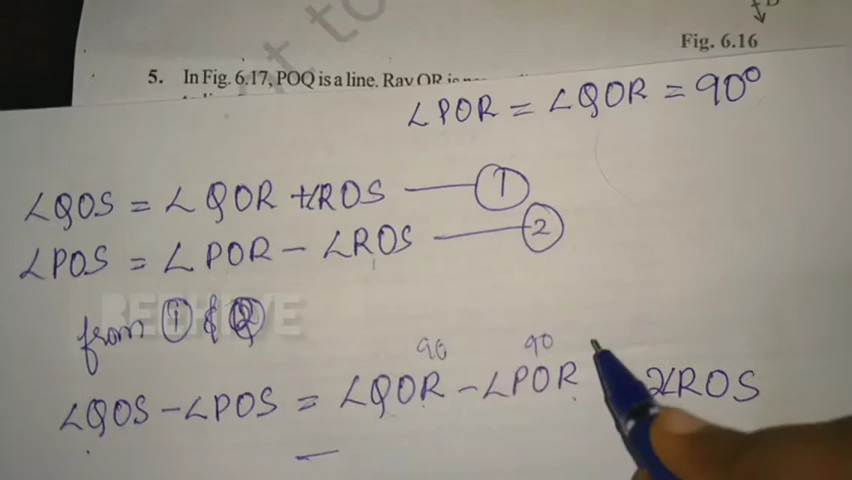 Fig. 6.16
5. In Fig. 6.17, POQ is a line. Ray OR is
∠POR = ∠QOR = 90°
∠QOS = ∠QOR + ∠ROS — ①
∠POS = ∠POR - ∠ROS — ②
BEEHIVE
from ① & ②
90 90
∠QOS - ∠POS = ∠QOR - ∠POR 2∠ROS